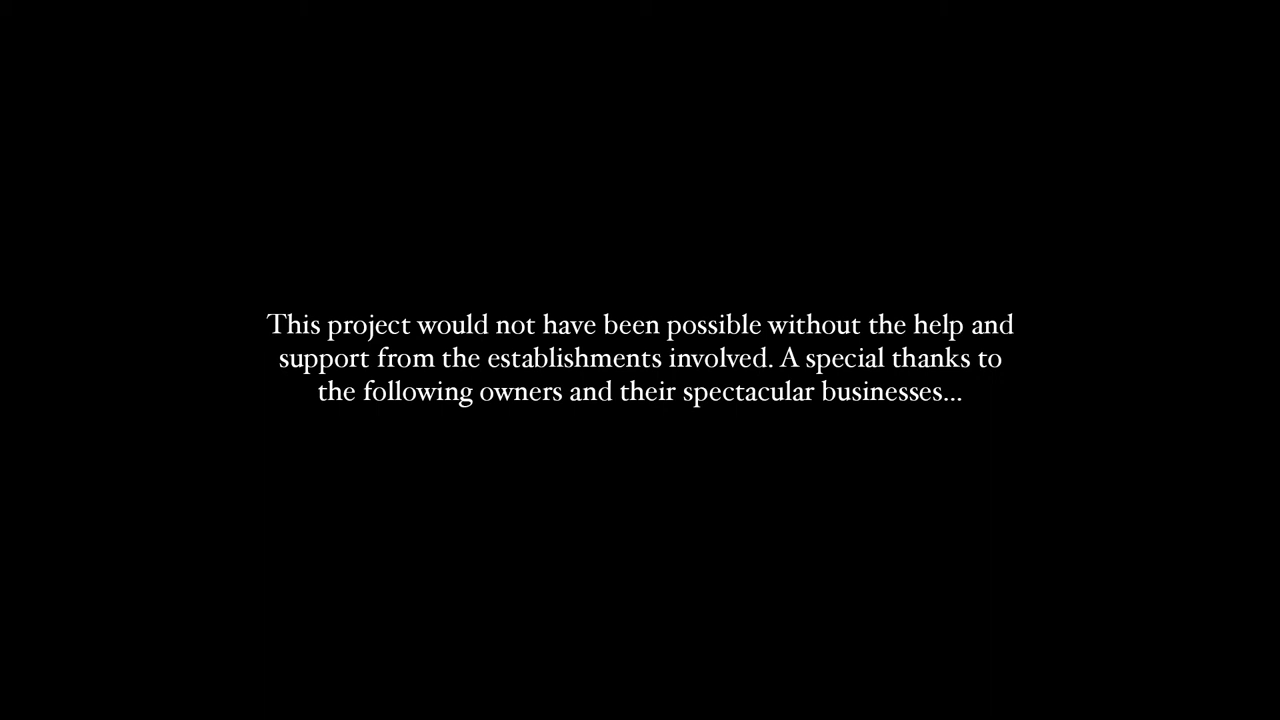 This project would not have been possible without the help and
support from the establishments involved. A special thanks to
the following owners and their spectacular businesses...